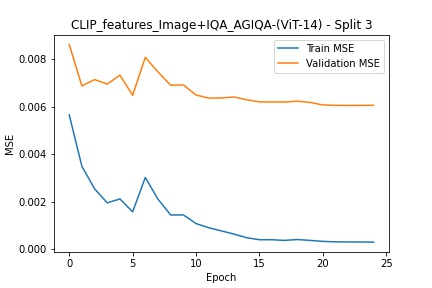 CLIP_features_Image+IQA_AGIQA-(ViT-14) - Split 3
Train MSE
Validation MSE
MSE
0.008
0.006
0.004
0.002
0.000
0
5
10
15
20
25
Epoch